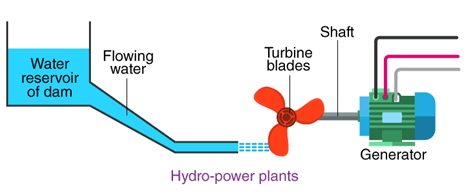 Water
reservoir
of dam
Flowing
water
Turbine
blades
Shaft
Generator
Hydro-power plants